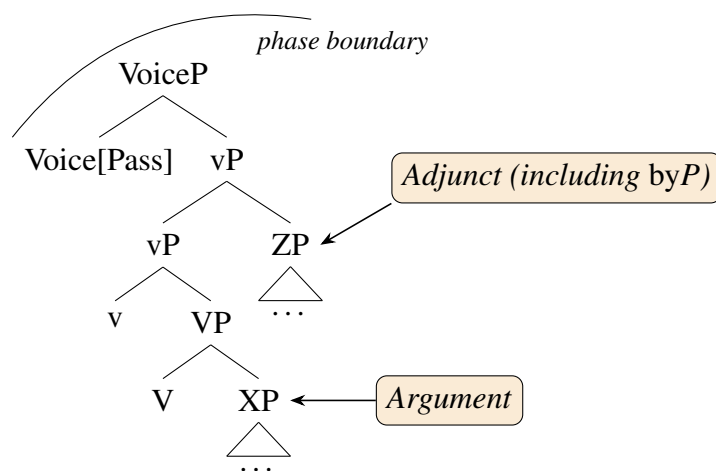 phase boundary
VoiceP
Voice[Pass] vP
Adjunct (including byP)
vP ZP
v VP ...
V XP
Argument
...